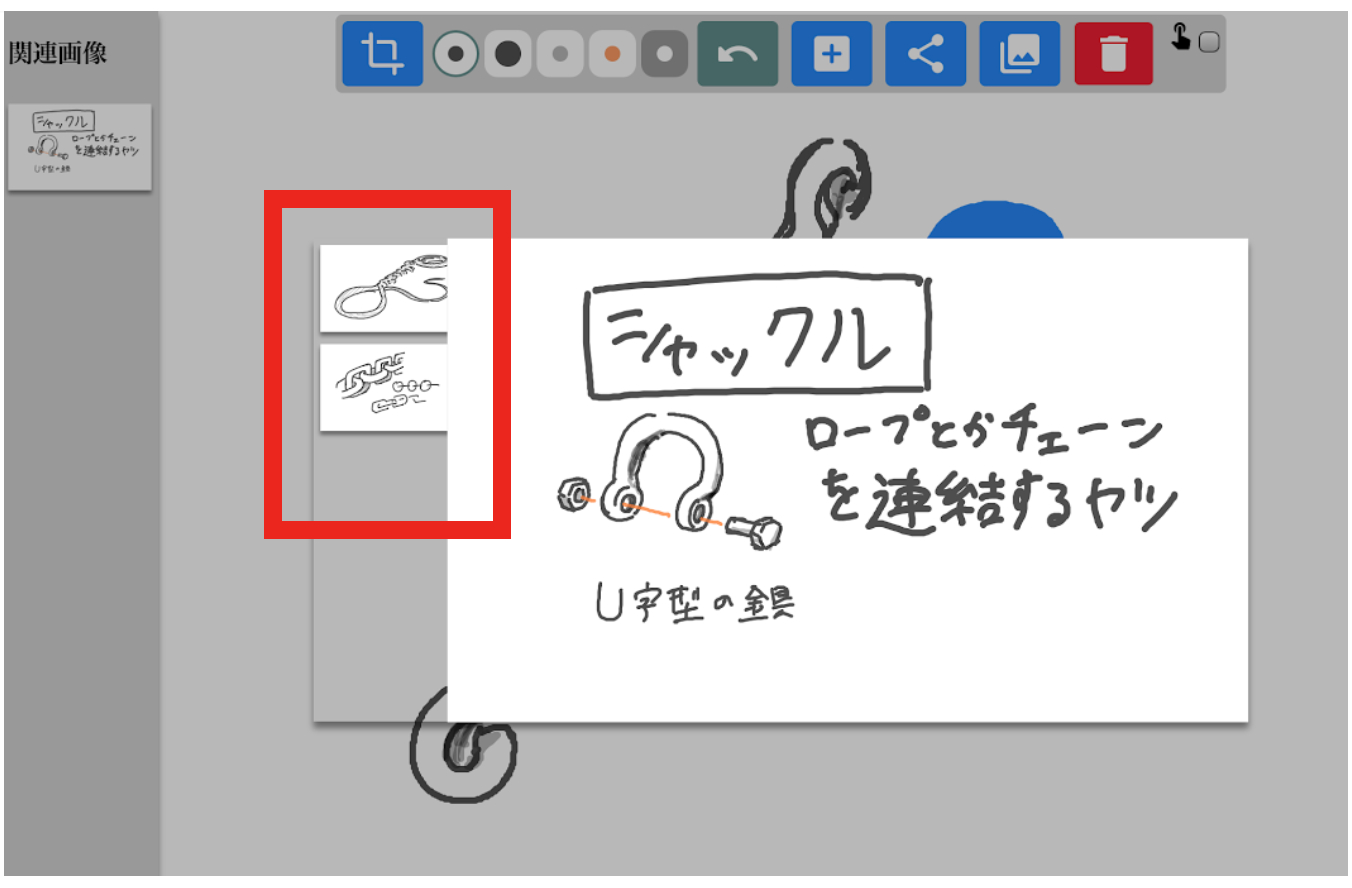 関連画像
シャックル
ロープとかチェーン
を連結するヤツ
U字型の金具
シャックル
ロープとかチェーン
を連結するヤツ
U字型の金具